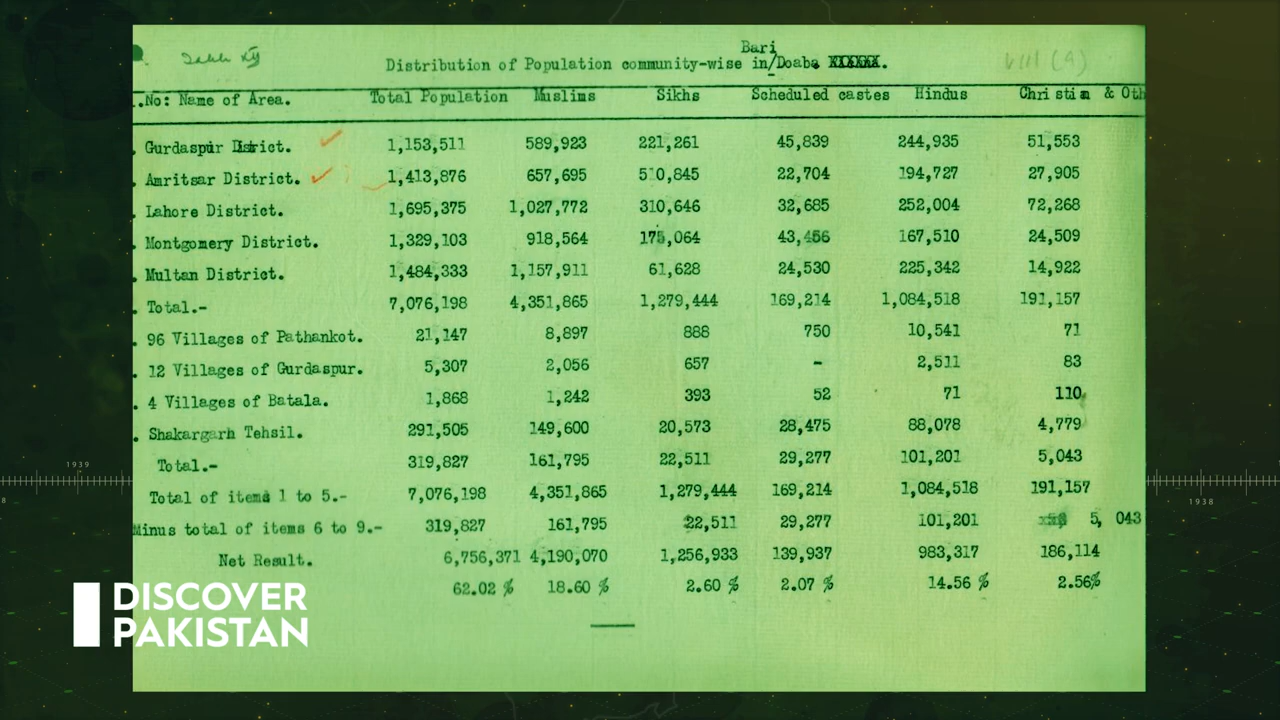 Bari
Distribution of Population community-wise in/Doaba XXXXXX.
VIII (A)
.No: Name of Area. Total Population Muslims Sikhs Scheduled castes Hindus Christian & Oth
. Gurdaspur District. 1,153,511 589,923 221,261 45,839 244,935 51,553
. Amritsar District. 1,413,876 657,695 510,845 22,704 194,727 27,905
. Lahore District. 1,695,375 1,027,772 310,646 32,685 252,004 72,268
. Montgomery District. 1,329,103 918,564 175,064 43,456 167,510 24,509
. Multan District. 1,484,333 1,157,911 61,628 24,530 225,342 14,922
. Total.- 7,076,198 4,351,865 1,279,444 169,214 1,084,518 191,157
. 96 Villages of Pathankot. 21,147 8,897 888 750 10,541 71
. 12 Villages of Gurdaspur. 5,307 2,056 657 - 2,511 83
. 4 Villages of Batala. 1,868 1,242 393 52 71 110
. Shakargarh Tehsil. 291,505 149,600 20,573 28,475 88,078 4,779
Total.- 319,827 161,795 22,511 29,277 101,201 5,043
Total of items 1 to 5.- 7,076,198 4,351,865 1,279,444 169,214 1,084,518 191,157
Minus total of items 6 to 9.- 319,827 161,795 22,511 29,277 101,201 5, 043
Net Result. 6,756,371 4,190,070 1,256,933 139,937 983,317 186,114
62.02 % 18.60 % 2.60 % 2.07 % 14.56 % 2.56%
DISCOVER
PAKISTAN
1939
8
1938